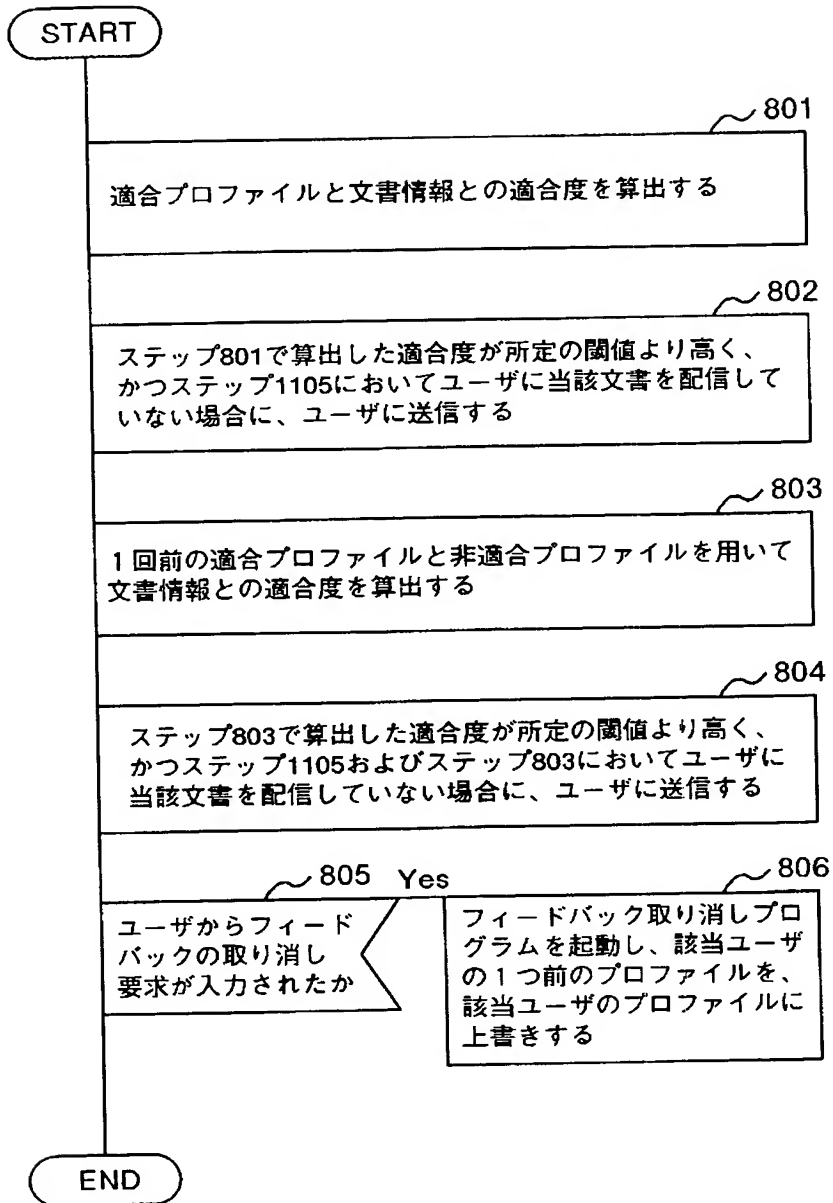 START
801
適合プロファイルと文書情報との適合度を算出する
802
ステップ801で算出した適合度が所定の閾値より高く、
かつステップ1105においてユーザに当該文書を配信して
いない場合に、ユーザに送信する
803
1回前の適合プロファイルと非適合プロファイルを用いて
文書情報との適合度を算出する
804
ステップ803で算出した適合度が所定の閾値より高く、
かつステップ1105およびステップ803においてユーザに
当該文書を配信していない場合に、ユーザに送信する
805 Yes
ユーザからフィード
バックの取り消し
要求が入力されたか
806
フィードバック取り消しプロ
グラムを起動し、該当ユーザ
の1つ前のプロファイルを、
該当ユーザのプロファイルに
上書きする
END